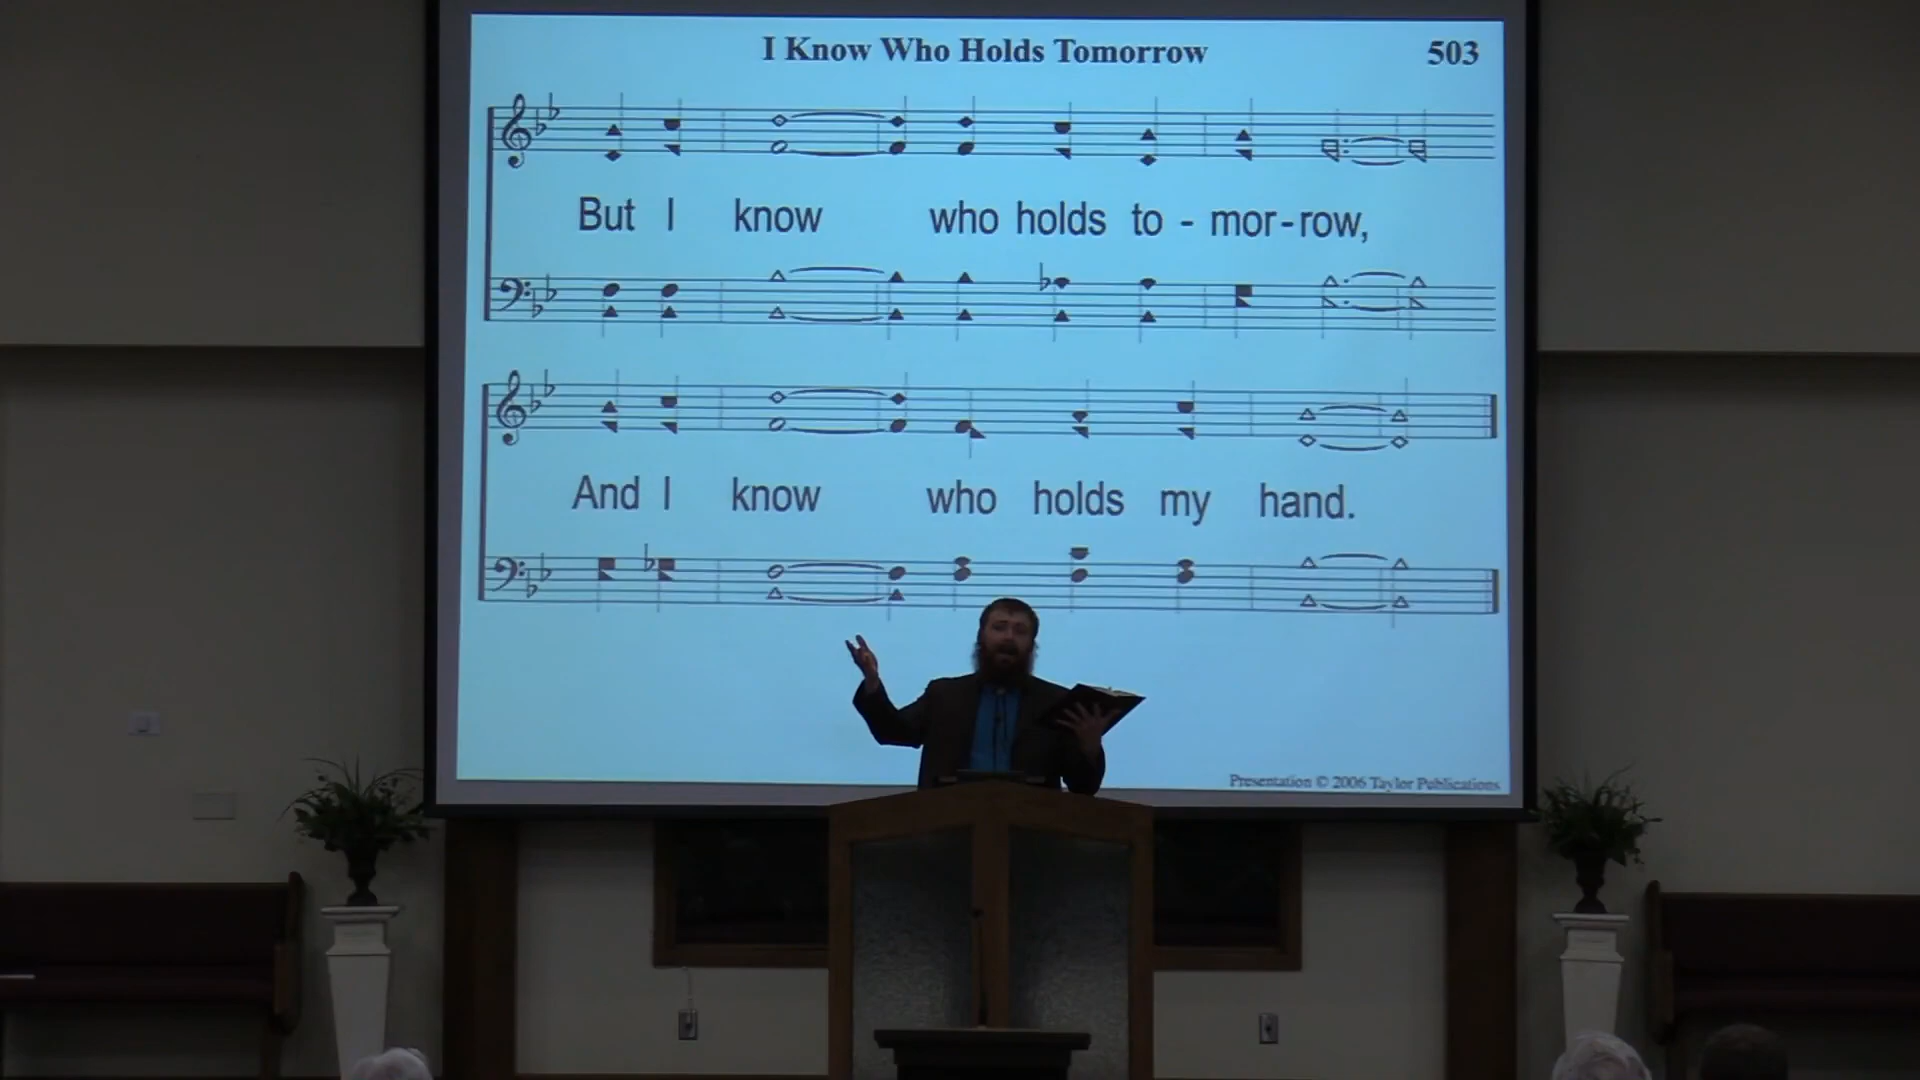 I Know Who Holds Tomorrow 503
But I know who holds to - mor - row,
And I know who holds my hand.
Presentation © 2006 Taylor Publications